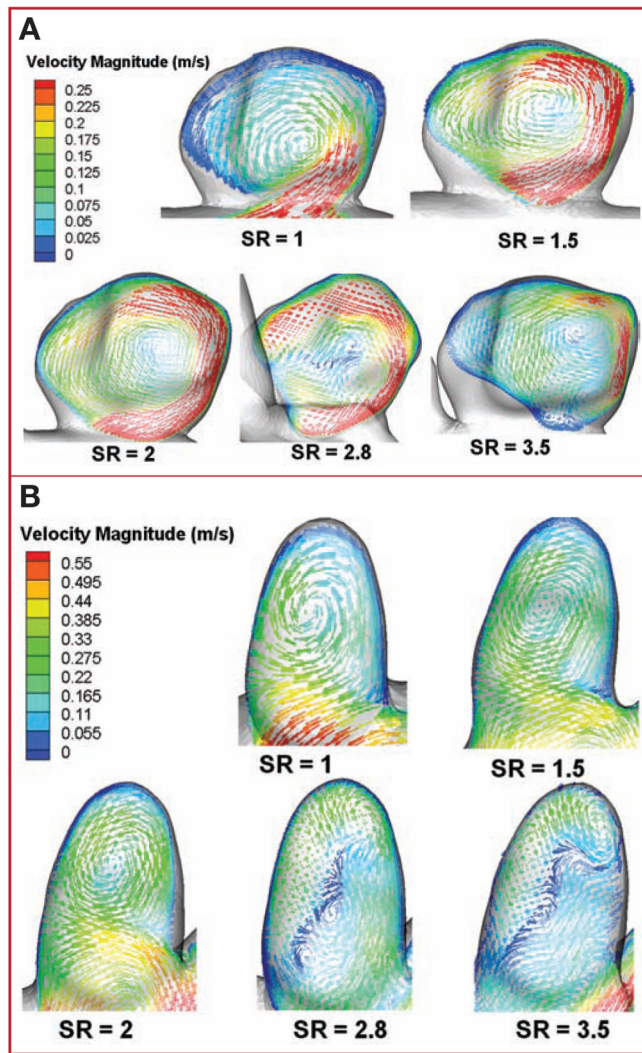 A
Velocity Magnitude (m/s)
0.25
0.225
0.2
0.175
0.15
0.125
0.1
0.075
0.05
0.025
0
SR = 1
SR = 1.5
SR = 2
SR = 2.8
SR = 3.5
B
Velocity Magnitude (m/s)
0.55
0.495
0.44
0.385
0.33
0.275
0.22
0.165
0.11
0.055
0
SR = 1
SR = 1.5
SR = 2
SR = 2.8
SR = 3.5